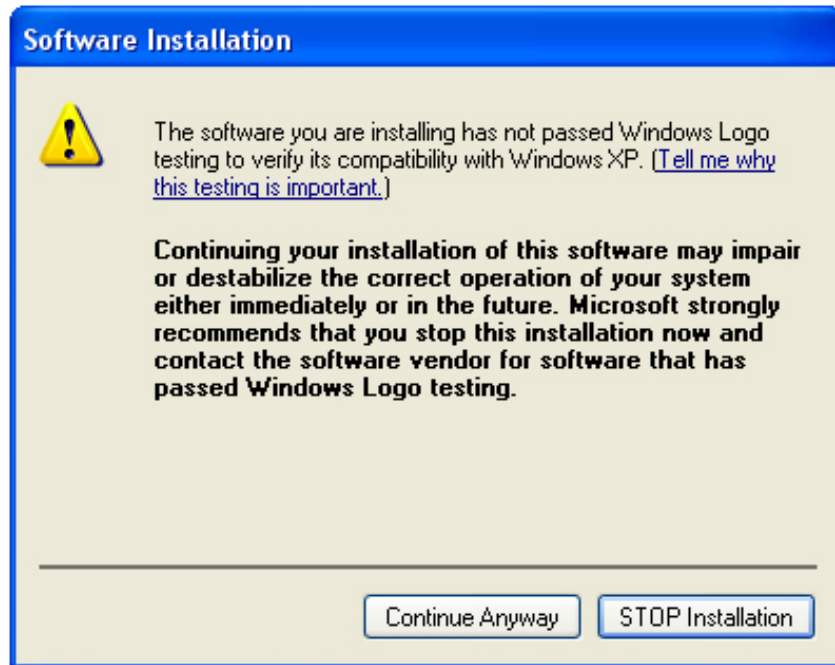 Software Installation
The software you are installing has not passed Windows Logo
testing to verify its compatibility with Windows XP. (Tell me why
this testing is important.)
Continuing your installation of this software may impair
or destabilize the correct operation of your system
either immediately or in the future. Microsoft strongly
recommends that you stop this installation now and
contact the software vendor for software that has
passed Windows Logo testing.
Continue Anyway
STOP Installation